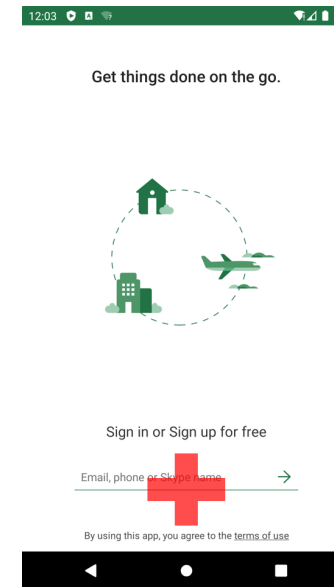 12:03
Get things done on the go.
Sign in or Sign up for free
Email, phone or Skype name
By using this app, you agree to the terms of use